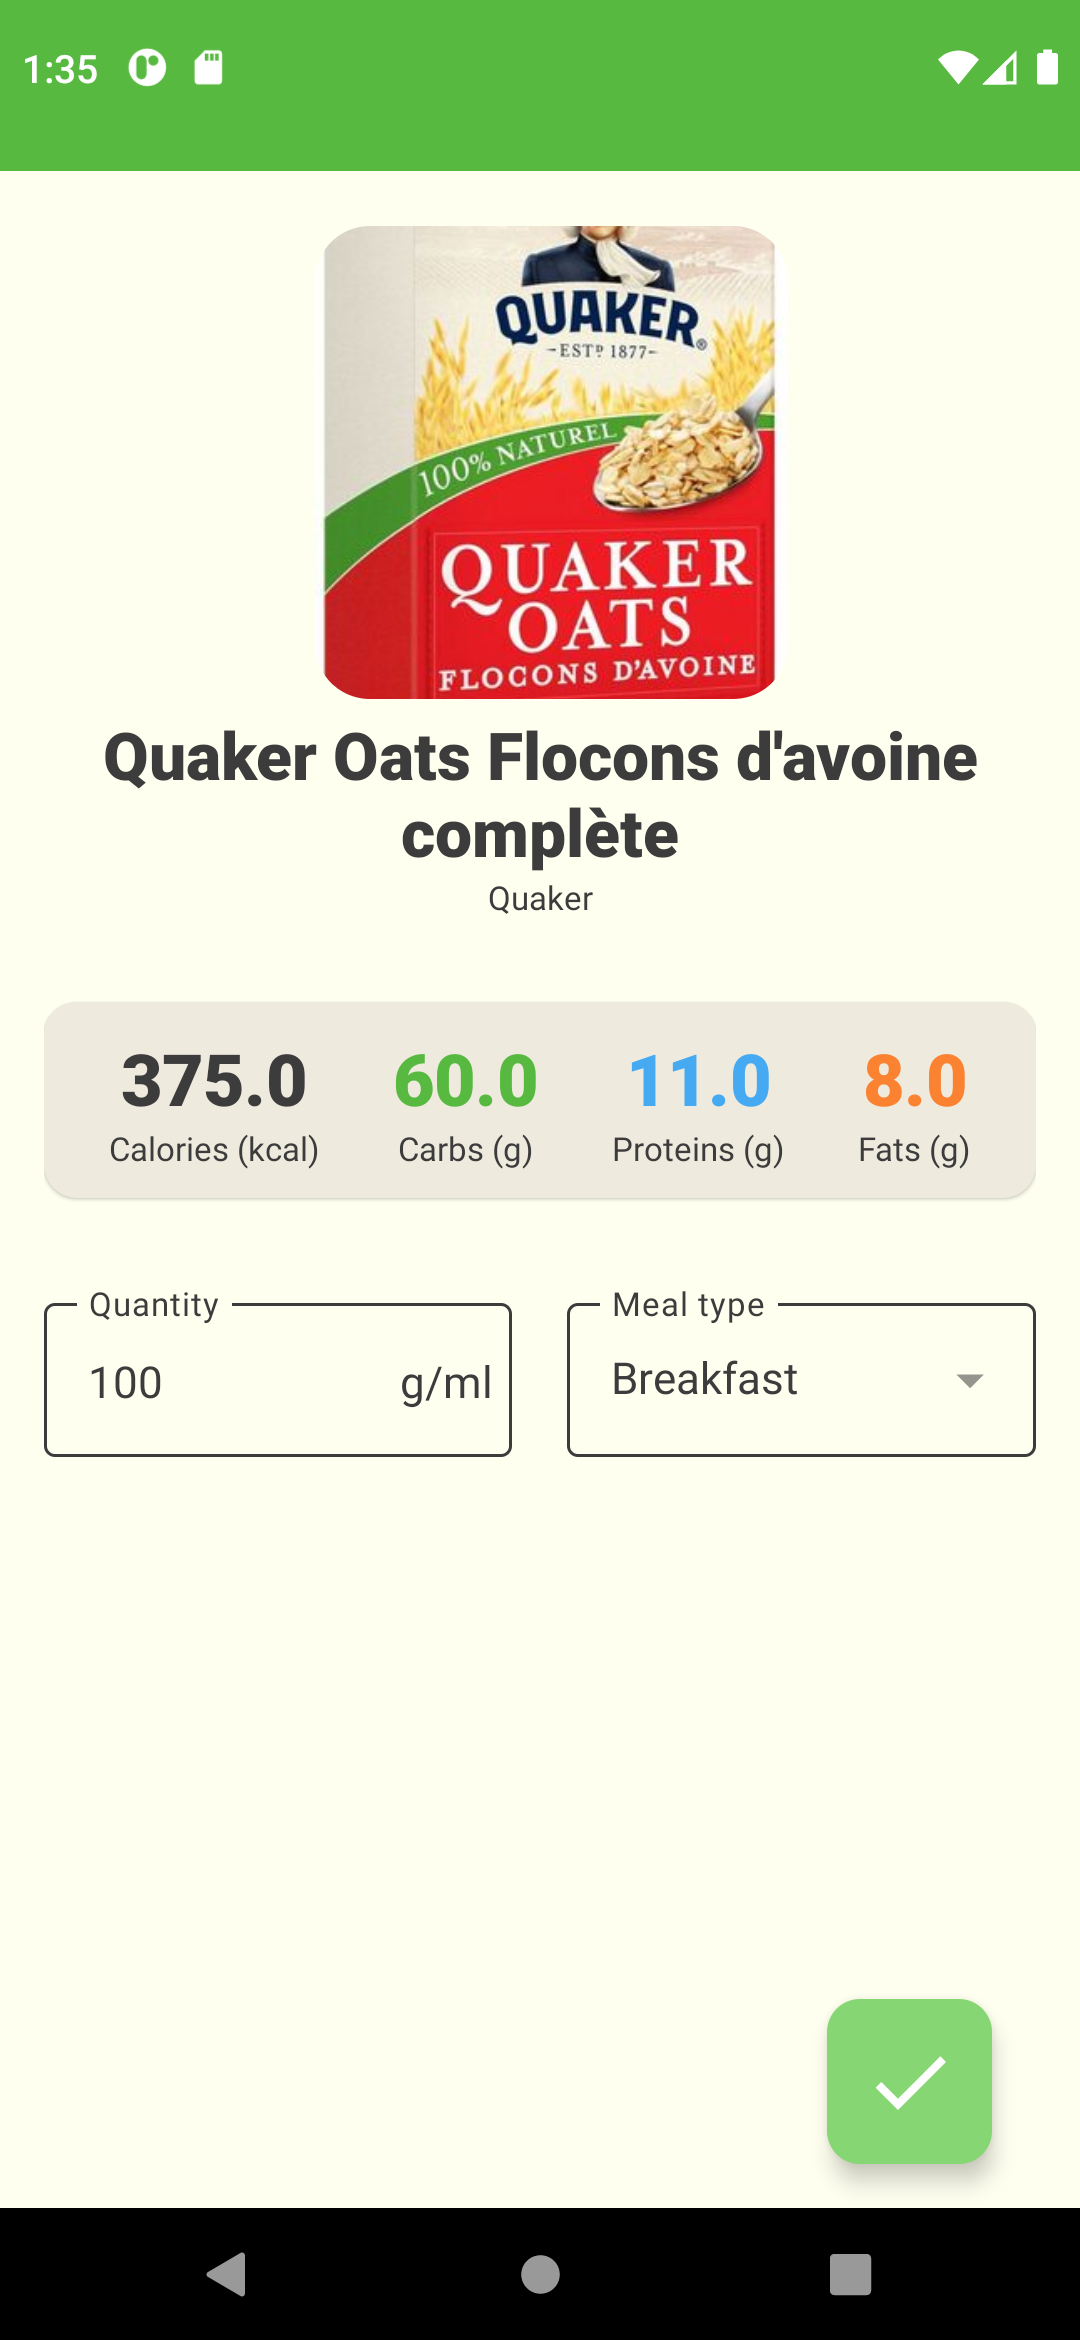 1:35
QUAKER®
-ESTD 1877-
100% NATUREL
QUAKER
OATS
FLOCONS D'AVOINE
Quaker Oats Flocons d'avoine
complète
Quaker
375.0 60.0 11.0 8.0
Calories (kcal) Carbs (g) Proteins (g) Fats (g)
Quantity Meal type
100 g/ml Breakfast